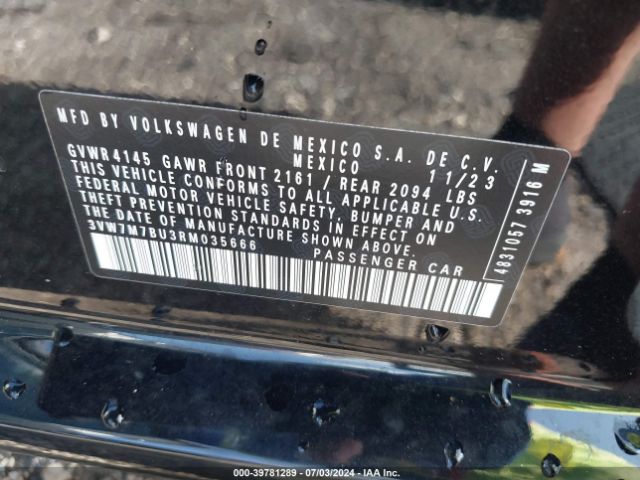 MFD BY VOLKSWAGEN DE MEXICO S.A. DE C.V.
MEXICO 11/23
GVWR 4145 GAWR FRONT 2161 / REAR 2094 LBS
THIS VEHICLE CONFORMS TO ALL APPLICABLE U.S.
FEDERAL MOTOR VEHICLE SAFETY, BUMPER AND
THEFT PREVENTION STANDARDS IN EFFECT ON
THE DATE OF MANUFACTURE SHOWN ABOVE.
3VW7M7BU3RM035666 PASSENGER CAR
4831057 3916 M
000-39781289 - 07/03/2024 - IAA Inc.